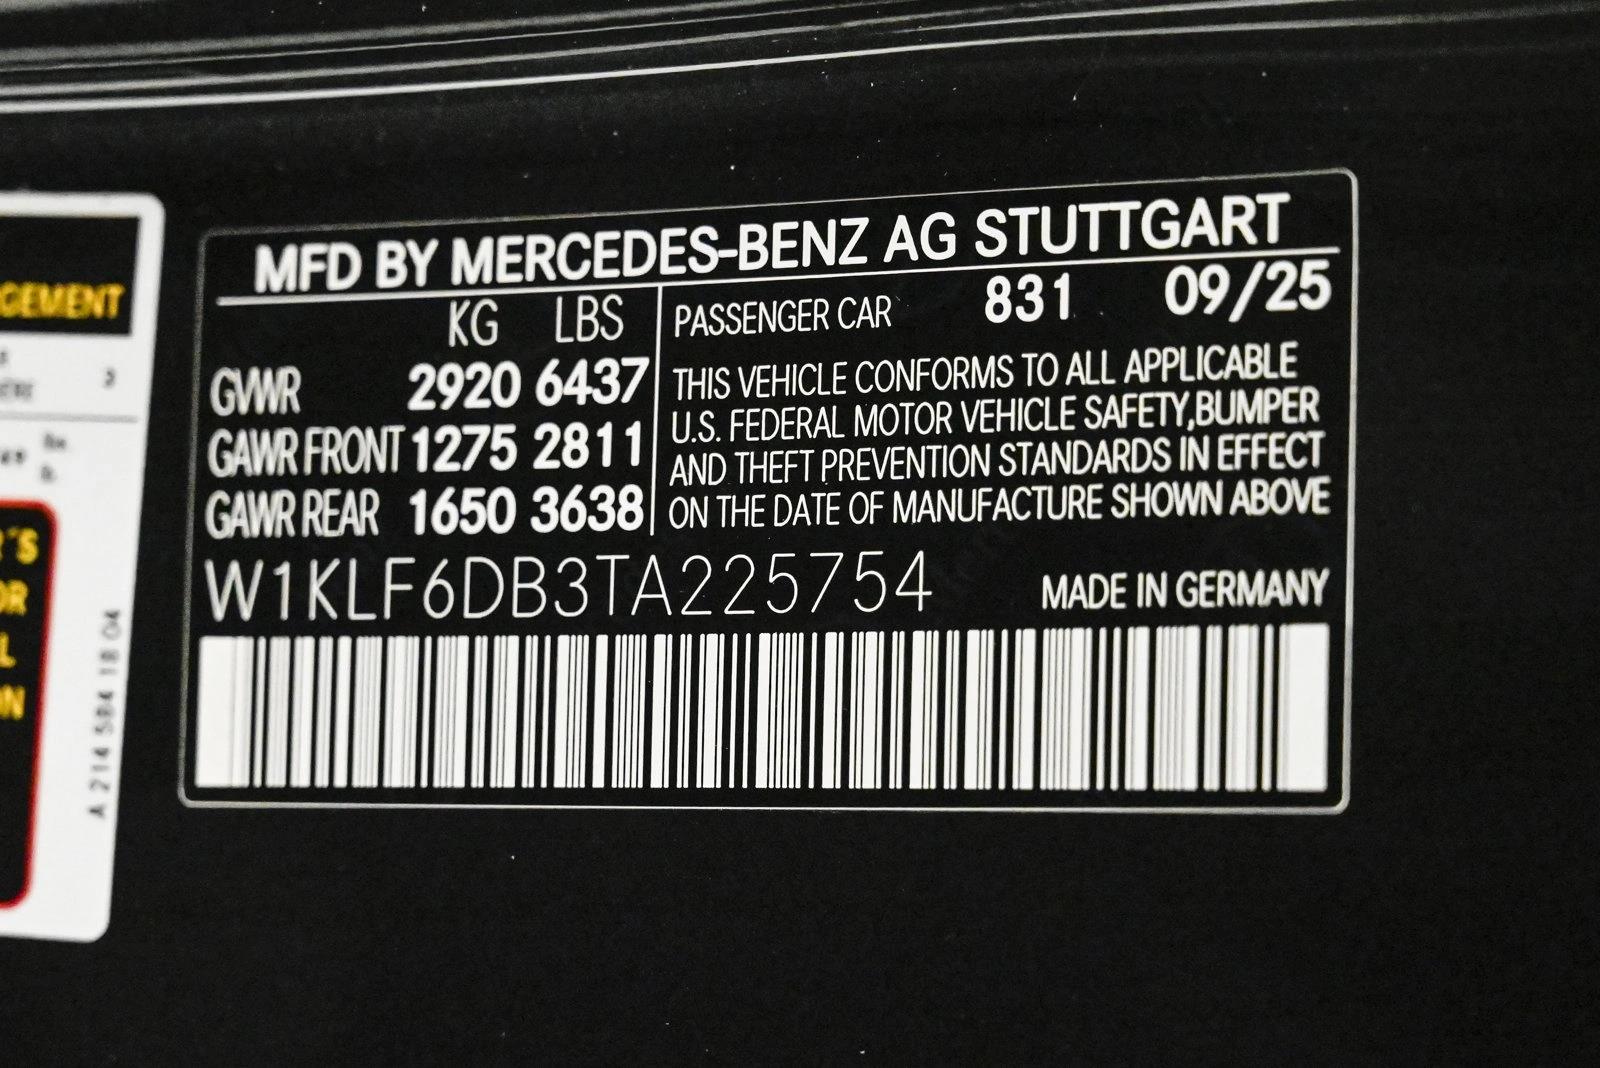 MFD BY MERCEDES-BENZ AG STUTTGART
KG LBS
GVWR 2920 6437
GAWR FRONT 1275 2811
GAWR REAR 1650 3638
PASSENGER CAR 831 09/25
THIS VEHICLE CONFORMS TO ALL APPLICABLE
U.S. FEDERAL MOTOR VEHICLE SAFETY,BUMPER
AND THEFT PREVENTION STANDARDS IN EFFECT
ON THE DATE OF MANUFACTURE SHOWN ABOVE
W1KLF6DB3TA225754
MADE IN GERMANY
GEMENT
3
R´S
OR
L
ON
A 214 584 18 04